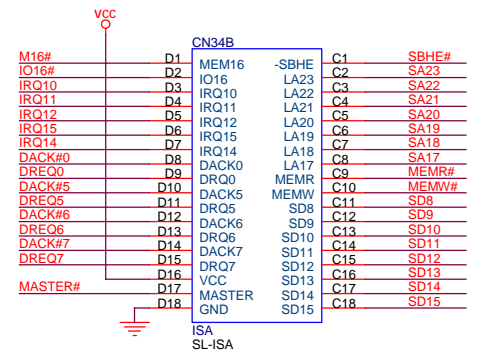 VCC
CN34B
M16# D1 MEM16 -SBHE C1 SBHE#
IO16# D2 IO16 LA23 C2 SA23
IRQ10 D3 IRQ10 LA22 C3 SA22
IRQ11 D4 IRQ11 LA21 C4 SA21
IRQ12 D5 IRQ12 LA20 C5 SA20
IRQ15 D6 IRQ15 LA19 C6 SA19
IRQ14 D7 IRQ14 LA18 C7 SA18
DACK#0 D8 DACK0 LA17 C8 SA17
DREQ0 D9 DRQ0 MEMR C9 MEMR#
DACK#5 D10 DACK5 MEMW C10 MEMW#
DREQ5 D11 DRQ5 SD8 C11 SD8
DACK#6 D12 DACK6 SD9 C12 SD9
DREQ6 D13 DRQ6 SD10 C13 SD10
DACK#7 D14 DACK7 SD11 C14 SD11
DREQ7 D15 DRQ7 SD12 C15 SD12
D16 VCC SD13 C16 SD13
MASTER# D17 MASTER SD14 C17 SD14
D18 GND SD15 C18 SD15
ISA
SL-ISA